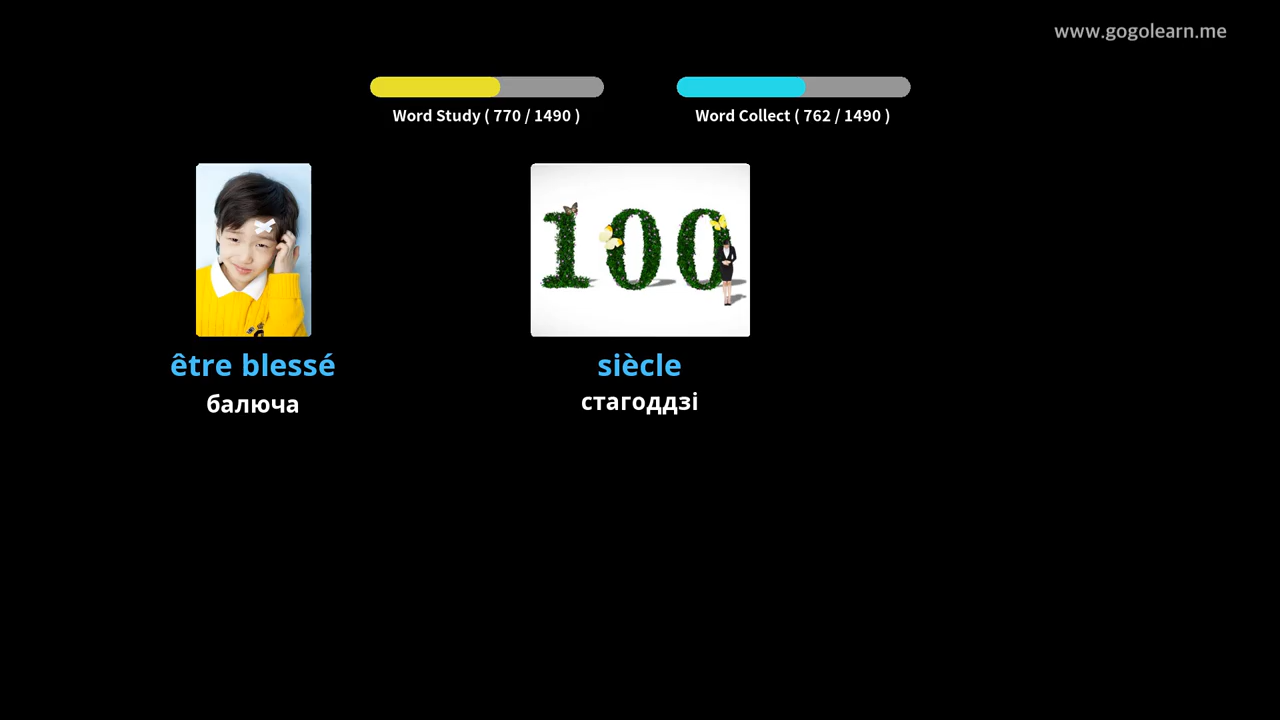 www.gogolearn.me
Word Study ( 770 / 1490 )
Word Collect ( 762 / 1490 )
être blessé
балюча
siècle
стагоддзі